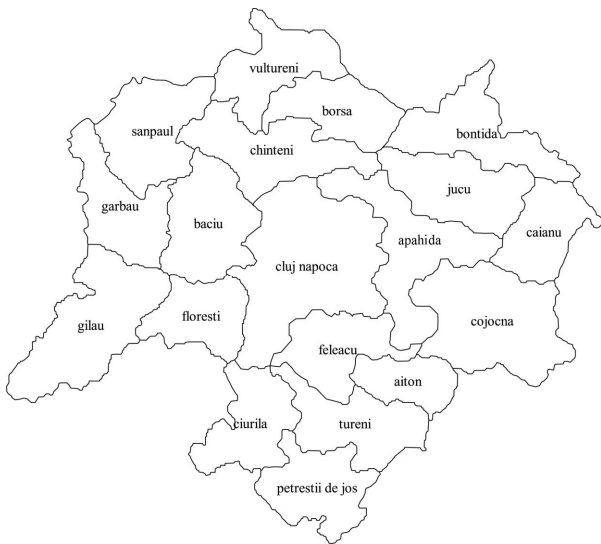 vultureni
borsa
sanpaul
bontida
chinteni
jucu
garbau
baciu
caianu
apahida
cluj napoca
floresti
cojocna
gilau
feleacu
aiton
ciurila
tureni
petrestii de jos